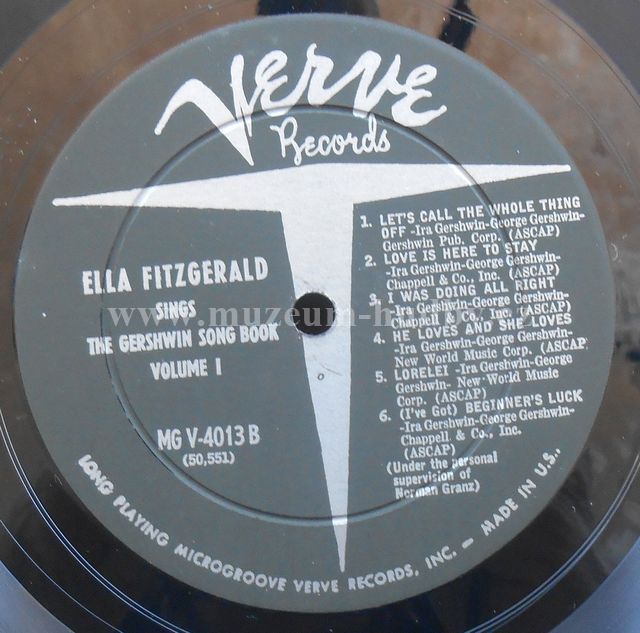 Verve
Records
ELLA FITZGERALD
SINGS
THE GERSHWIN SONG BOOK
VOLUME I
MG V-4013 B
(50,551)
1. LET'S CALL THE WHOLE THING
OFF -Ira Gershwin-George Gershwin-
Gershwin Pub. Corp. (ASCAP)
2. LOVE IS HERE TO STAY
-Ira Gershwin-George Gershwin-
Chappell & Co., Inc. (ASCAP)
3. I WAS DOING ALL RIGHT
-Ira Gershwin-George Gershwin-
Chappell & Co., Inc. (ASCAP)
4. HE LOVES AND SHE LOVES
-Ira Gershwin-George Gershwin-
New World Music Corp. (ASCAP)
5. LORELEI -Ira Gershwin-George
Gershwin- New World Music
Corp. (ASCAP)
6. (I've Got) BEGINNER'S LUCK
-Ira Gershwin-George Gershwin-
Chappell & Co., Inc.
(ASCAP)
(Under the personal
supervision of
Norman Granz)
LONG PLAYING MICROGROOVE VERVE RECORDS, INC. – MADE IN U.S.,